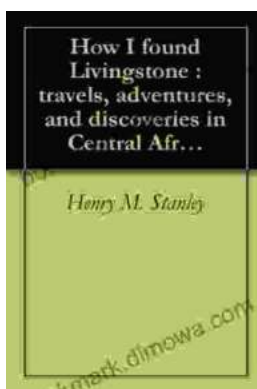 How I found
Livingstone :
travels, adventures,
and discoveries in
Central Afr...
Henry M. Stanley
dimowa.com